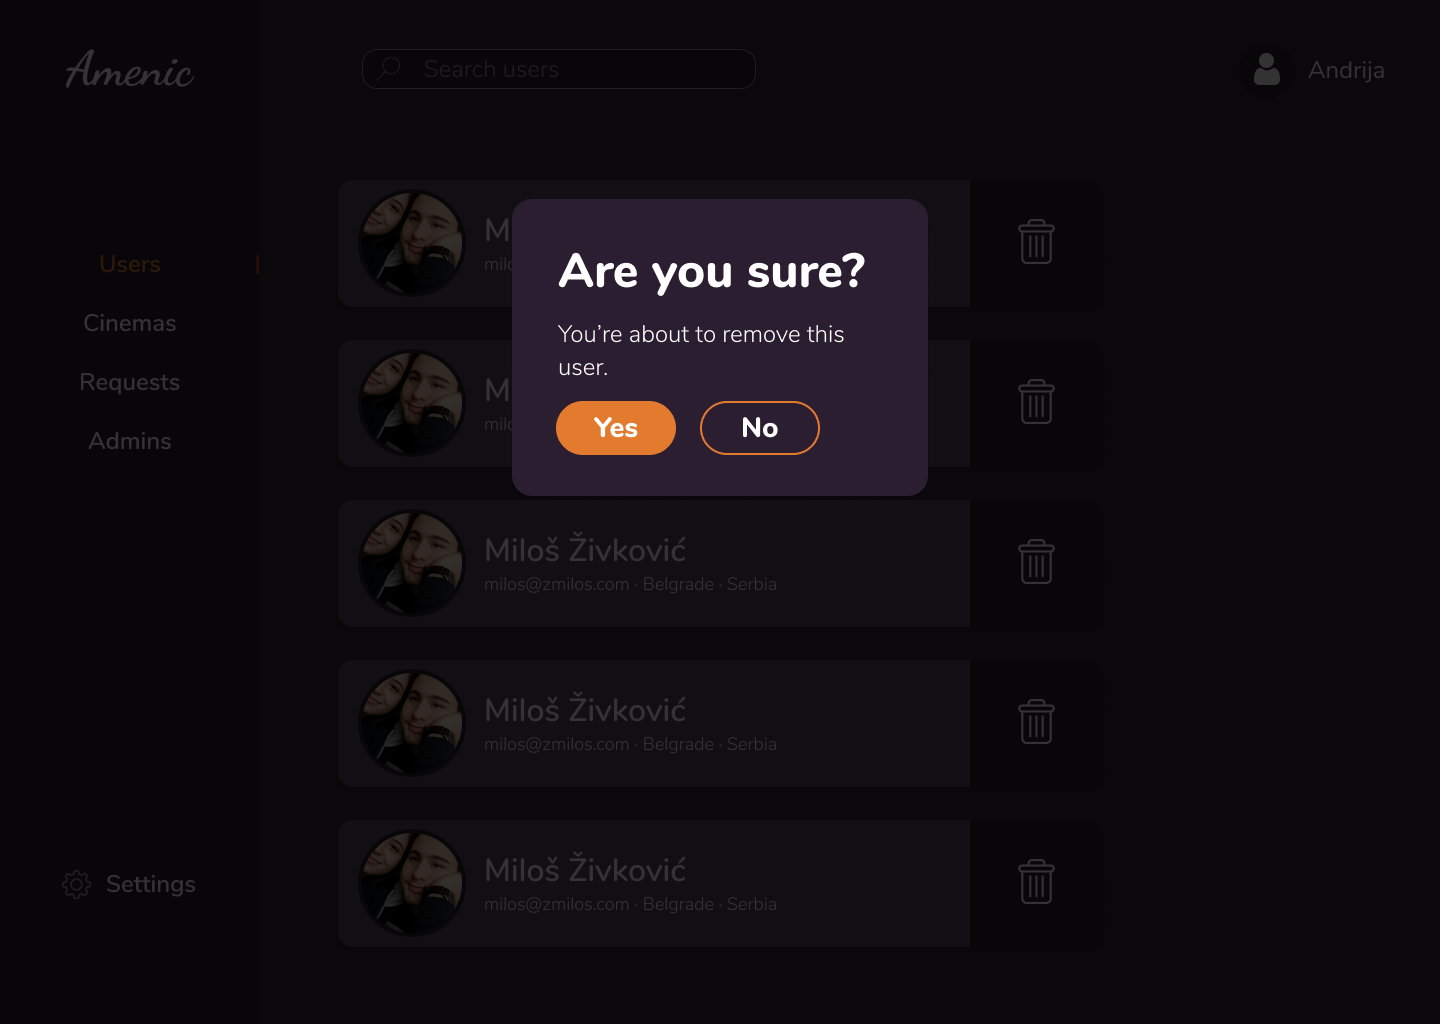 Amenic
Search users
Andrija
Users
Cinemas
Requests
Admins
Settings
Are you sure?
You’re about to remove this
user.
Yes
No
Miloš Živković
milos@zmilos.com · Belgrade · Serbia
Miloš Živković
milos@zmilos.com · Belgrade · Serbia
Miloš Živković
milos@zmilos.com · Belgrade · Serbia